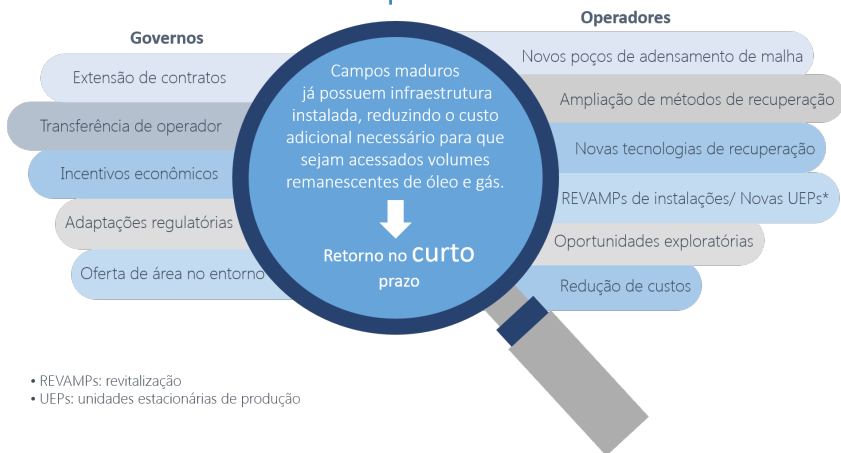 Governos
Extensão de contratos
Transferência de operador
Incentivos econômicos
Adaptações regulatórias
Oferta de área no entorno
Campos maduros
já possuem infraestrutura
instalada, reduzindo o custo
adicional necessário para que
sejam acessados volumes
remanescentes de óleo e gás.
Retorno no curto
prazo
Operadores
Novos poços de adensamento de malha
Ampliação de métodos de recuperação
Novas tecnologias de recuperação
REVAMPs de instalações/ Novas UEPs*
Oportunidades exploratórias
Redução de custos
• REVAMPs: revitalização
• UEPs: unidades estacionárias de produção